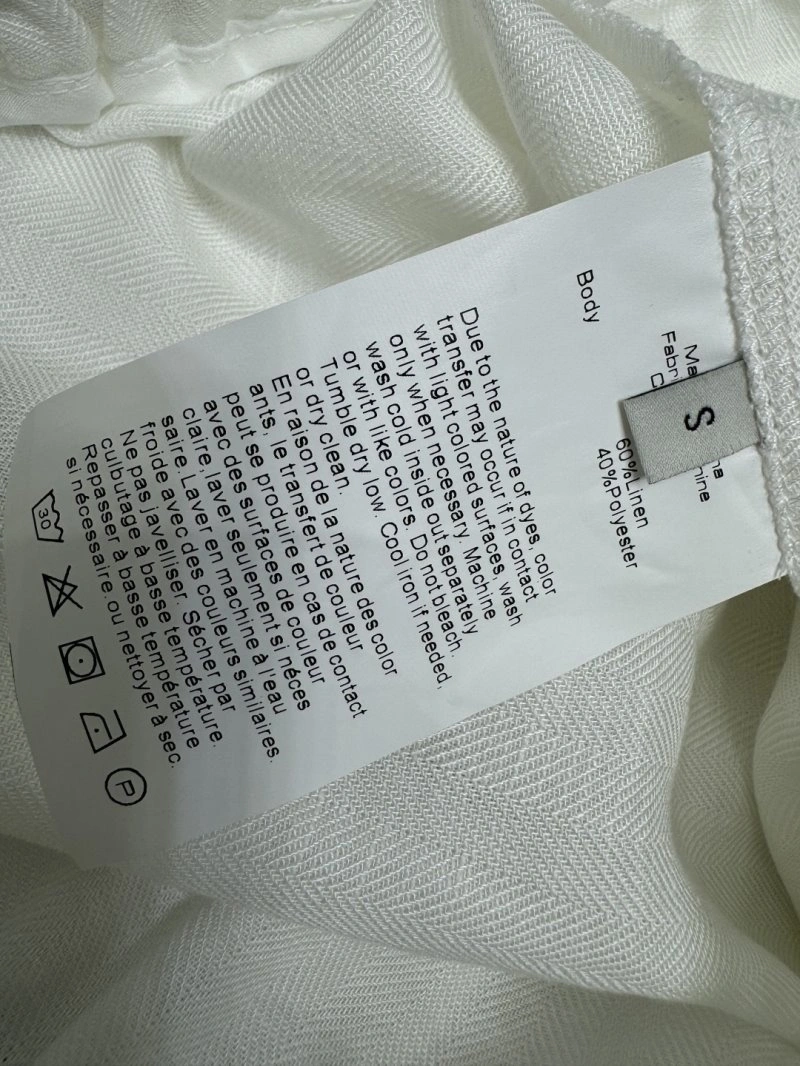 S
Body
60%Linen
40%Polyester
Due to the nature of dyes, color
transfer may occur if in contact
with light colored surfaces, wash
only when necessary. Machine
wash cold inside out separately
or with like colors. Do not bleach.
Tumble dry low. Cool iron if needed,
or dry clean.
En raison de la nature des color
ants, le transfert de couleur
peut se produire en cas de contact
avec des surfaces de couleur
claire, laver seulement si néces
saire. Laver en machine à l'eau
froide avec des couleurs similaires.
Ne pas javelliser. Sécher par
culbutage à basse température.
Repasser à basse température
si nécessaire, ou nettoyer à sec.
30
P